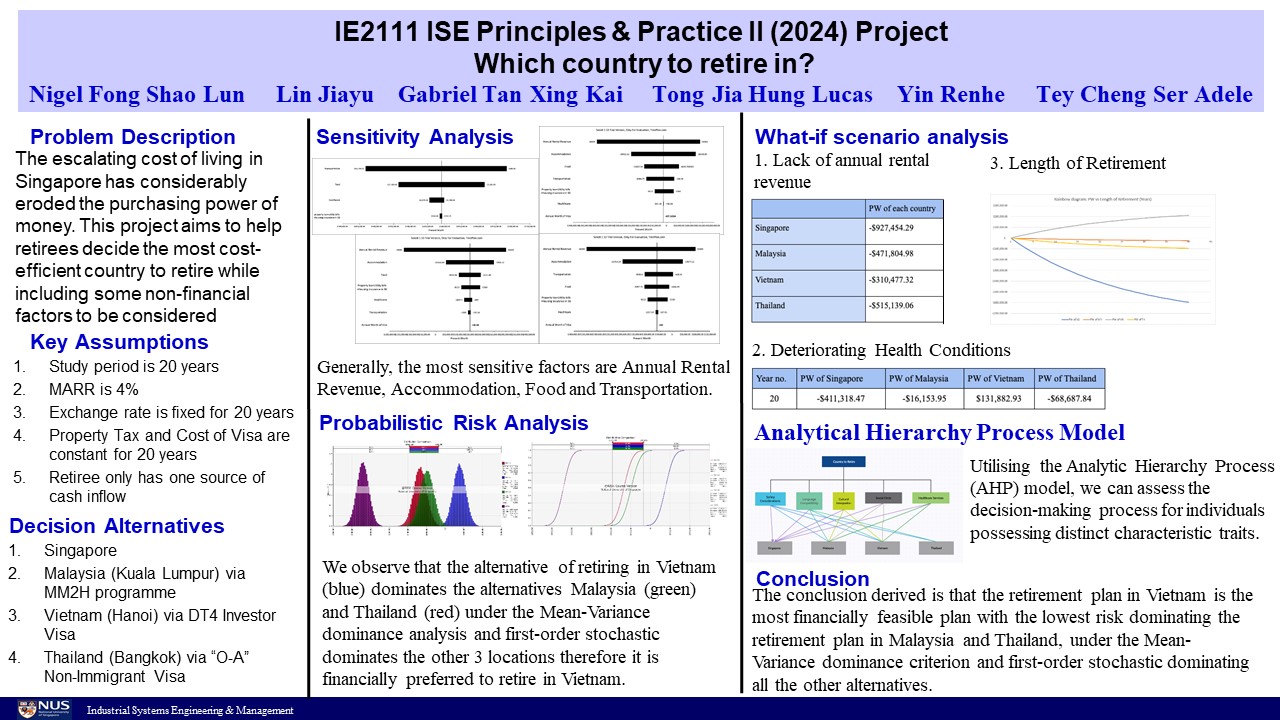 IE2111 ISE Principles & Practice II (2024) Project
Which country to retire in?
Nigel Fong Shao Lun Lin Jiayu Gabriel Tan Xing Kai Tong Jia Hung Lucas Yin Renhe Tey Cheng Ser Adele
Problem Description
The escalating cost of living in
Singapore has considerably
eroded the purchasing power of
money. This project aims to help
retirees decide the most cost-
efficient country to retire while
including some non-financial
factors to be considered
Key Assumptions
1. Study period is 20 years
2. MARR is 4%
3. Exchange rate is fixed for 20 years
4. Property Tax and Cost of Visa are
constant for 20 years
5. Retiree only has one source of
cash inflow
Decision Alternatives
1. Singapore
2. Malaysia (Kuala Lumpur) via
MM2H programme
3. Vietnam (Hanoi) via DT4 Investor
Visa
4. Thailand (Bangkok) via “O-A”
Non-Immigrant Visa
Sensitivity Analysis
Generally, the most sensitive factors are Annual Rental
Revenue, Accommodation, Food and Transportation.
Probabilistic Risk Analysis
We observe that the alternative of retiring in Vietnam
(blue) dominates the alternatives Malaysia (green)
and Thailand (red) under the Mean-Variance
dominance analysis and first-order stochastic
dominates the other 3 locations therefore it is
financially preferred to retire in Vietnam.
What-if scenario analysis
1. Lack of annual rental
revenue
PW of each country
Singapore -$927,454.29
Malaysia -$471,804.98
Vietnam -$310,477.32
Thailand -$515,139.06
3. Length of Retirement
Rainbow diagram: PW vs Length of Retirement (Years)
2. Deteriorating Health Conditions
Year no. PW of Singapore PW of Malaysia PW of Vietnam PW of Thailand
20 -$411,318.47 -$16,153.95 $131,882.93 -$68,687.84
Analytical Hierarchy Process Model
Singapore Malaysia Vietnam Thailand
Utilising the Analytic Hierarchy Process
(AHP) model, we can assess the
decision-making process for individuals
possessing distinct characteristic traits.
Conclusion
The conclusion derived is that the retirement plan in Vietnam is the
most financially feasible plan with the lowest risk dominating the
retirement plan in Malaysia and Thailand, under the Mean-
Variance dominance criterion and first-order stochastic dominating
all the other alternatives.
NUS
National University
of Singapore
Industrial Systems Engineering & Management